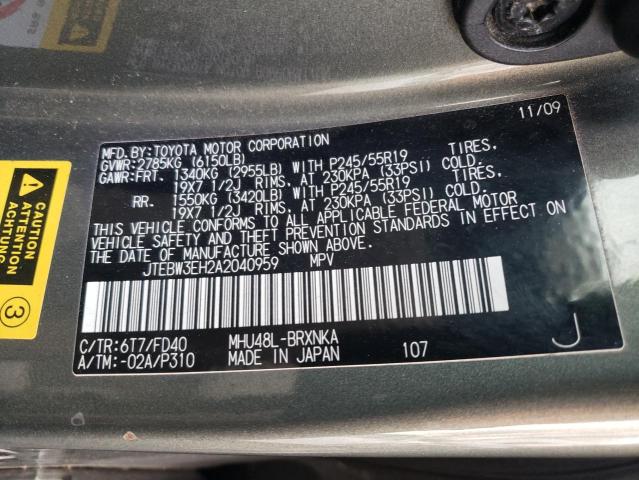 11/09
MFD. BY:TOYOTA MOTOR CORPORATION
GVWR:2785KG (6150LB)
GAWR:FRT. 1340KG (2955LB) WITH P245/55R19 TIRES.
19X7 1/2J RIMS, AT 230KPA (33PSI) COLD.
RR. 1550KG (3420LB) WITH P245/55R19 TIRES.
19X7 1/2J RIMS, AT 230KPA (33PSI) COLD.
THIS VEHICLE CONFORMS TO ALL APPLICABLE FEDERAL MOTOR
VEHICLE SAFETY AND THEFT PREVENTION STANDARDS IN EFFECT ON
THE DATE OF MANUFACTURE SHOWN ABOVE.
JTEBW3EH2A2040959 MPV
C/TR:6T7/FD40 MHU48L-BRXNKA
A/TM:-02A/P310 MADE IN JAPAN 107 J
CAUTION
ATTENTION
ACHTUNG
3